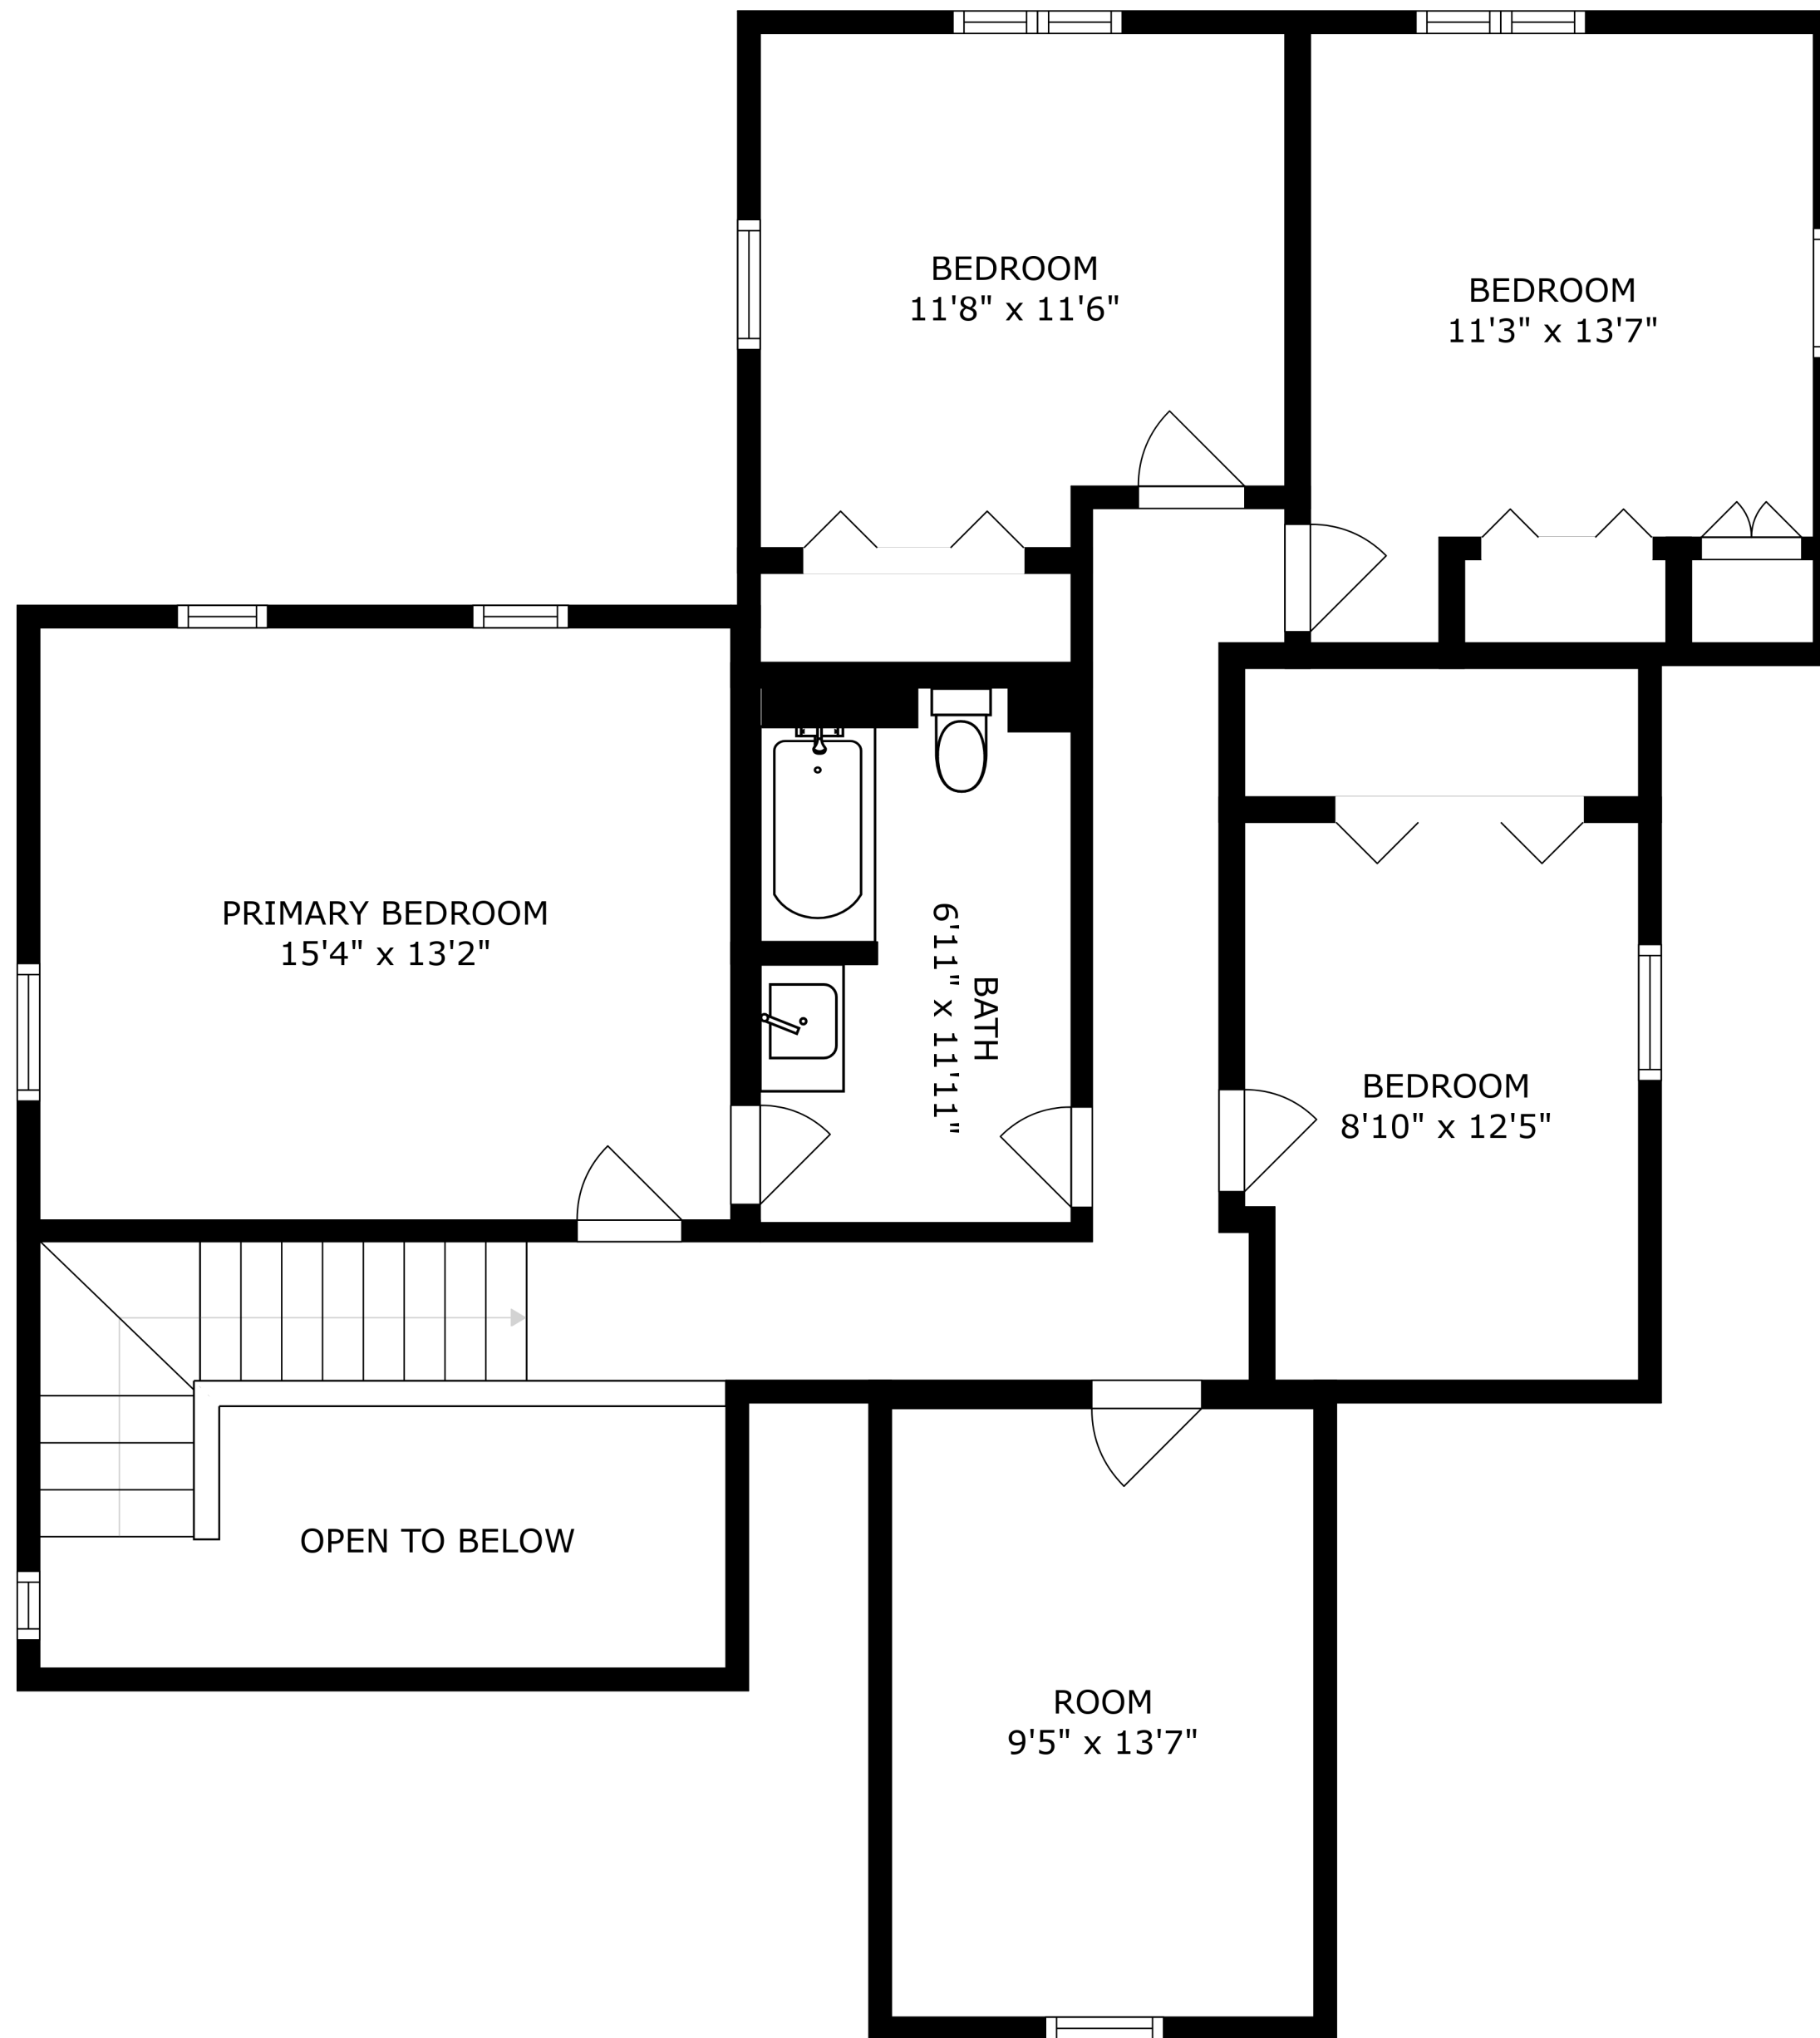 BEDROOM
11'8" x 11'6"
BEDROOM
11'3" x 13'7"
PRIMARY BEDROOM
15'4" x 13'2"
BATH
6'11" x 11'11"
BEDROOM
8'10" x 12'5"
OPEN TO BELOW
ROOM
9'5" x 13'7"